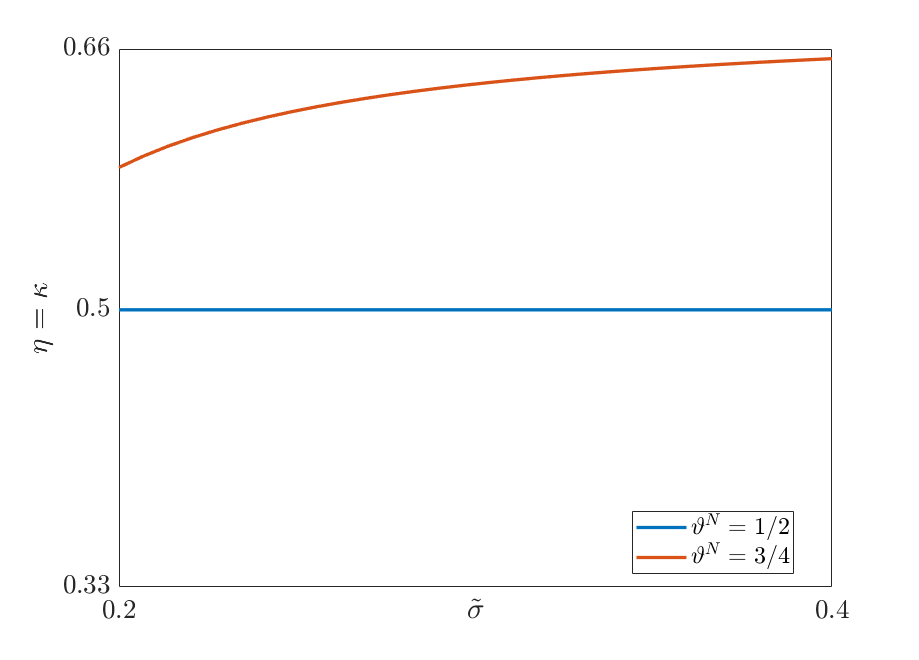 0.66
η = κ
0.5
0.33
0.2
σ̃
0.4
ϑ^N = 1/2
ϑ^N = 3/4